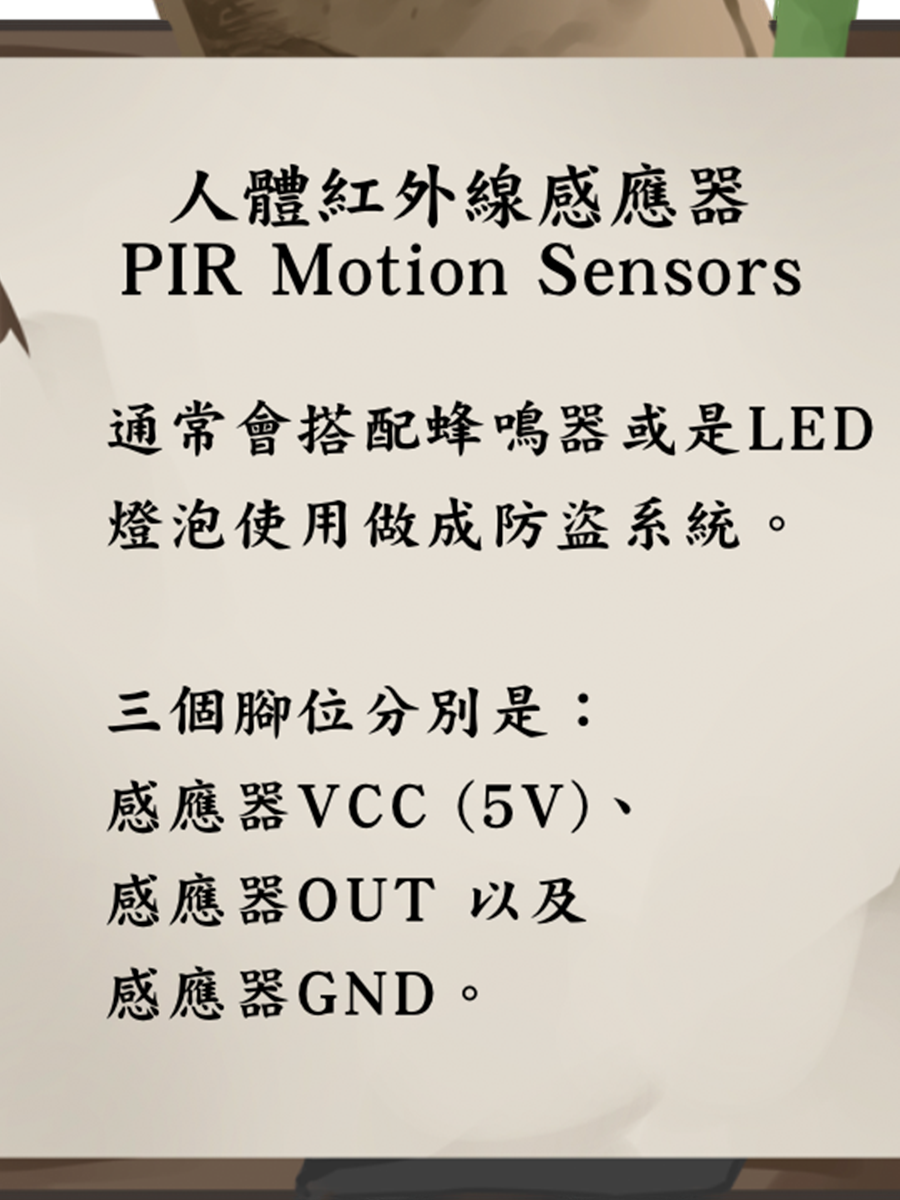 人體紅外線感應器
PIR Motion Sensors
通常會搭配蜂鳴器或是LED
燈泡使用做成防盜系統。
三個腳位分別是：
感應器VCC (5V)、
感應器OUT 以及
感應器GND。